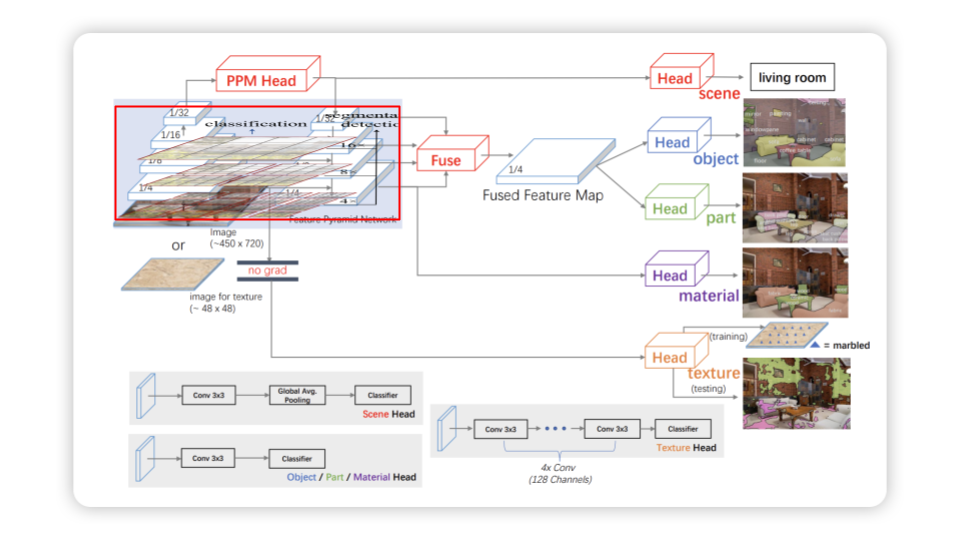 PPM Head
Head
scene
living room
1/32
1/32
segmenta
classification
detectic
1/16
16
1/8
1/4
1/4
Fuse
1/4
Fused Feature Map
Head
object
Head
part
Feature Pyramid Network
Image
(~450 x 720)
or
no grad
Head
material
image for texture
(~ 48 x 48)
(training)
= marbled
Head
texture
(testing)
Conv 3x3
Global Avg.
Pooling
Classifier
Scene Head
Conv 3x3
• • •
Conv 3x3
Classifier
Texture Head
Conv 3x3
Classifier
Object / Part / Material Head
4x Conv
(128 Channels)